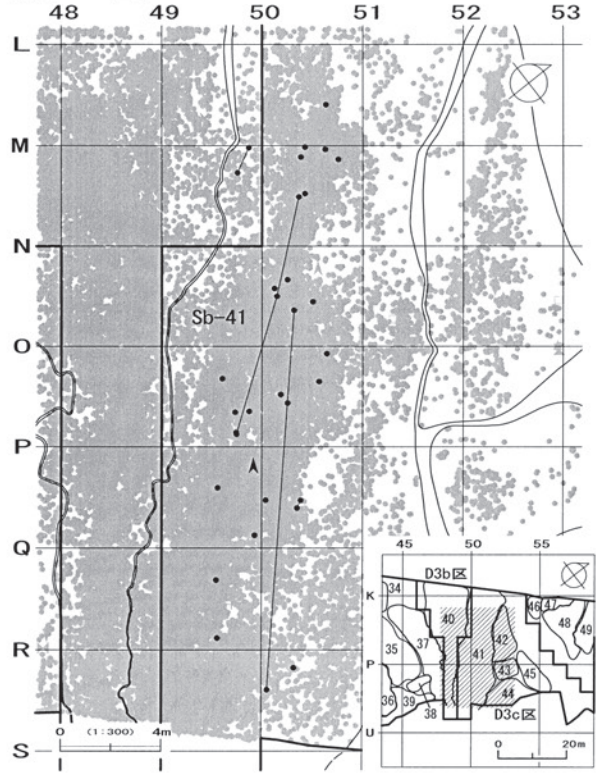 48 49 50 51 52 53
L
M
N
Sb-41
O
P
Q
R
S
0 (1:300) 4m
45 50 55
D3b区
K
34 40 46 47
48 49
35 37 41 42
P
43 45
36 39 44
38
D3c区
U
0 20m